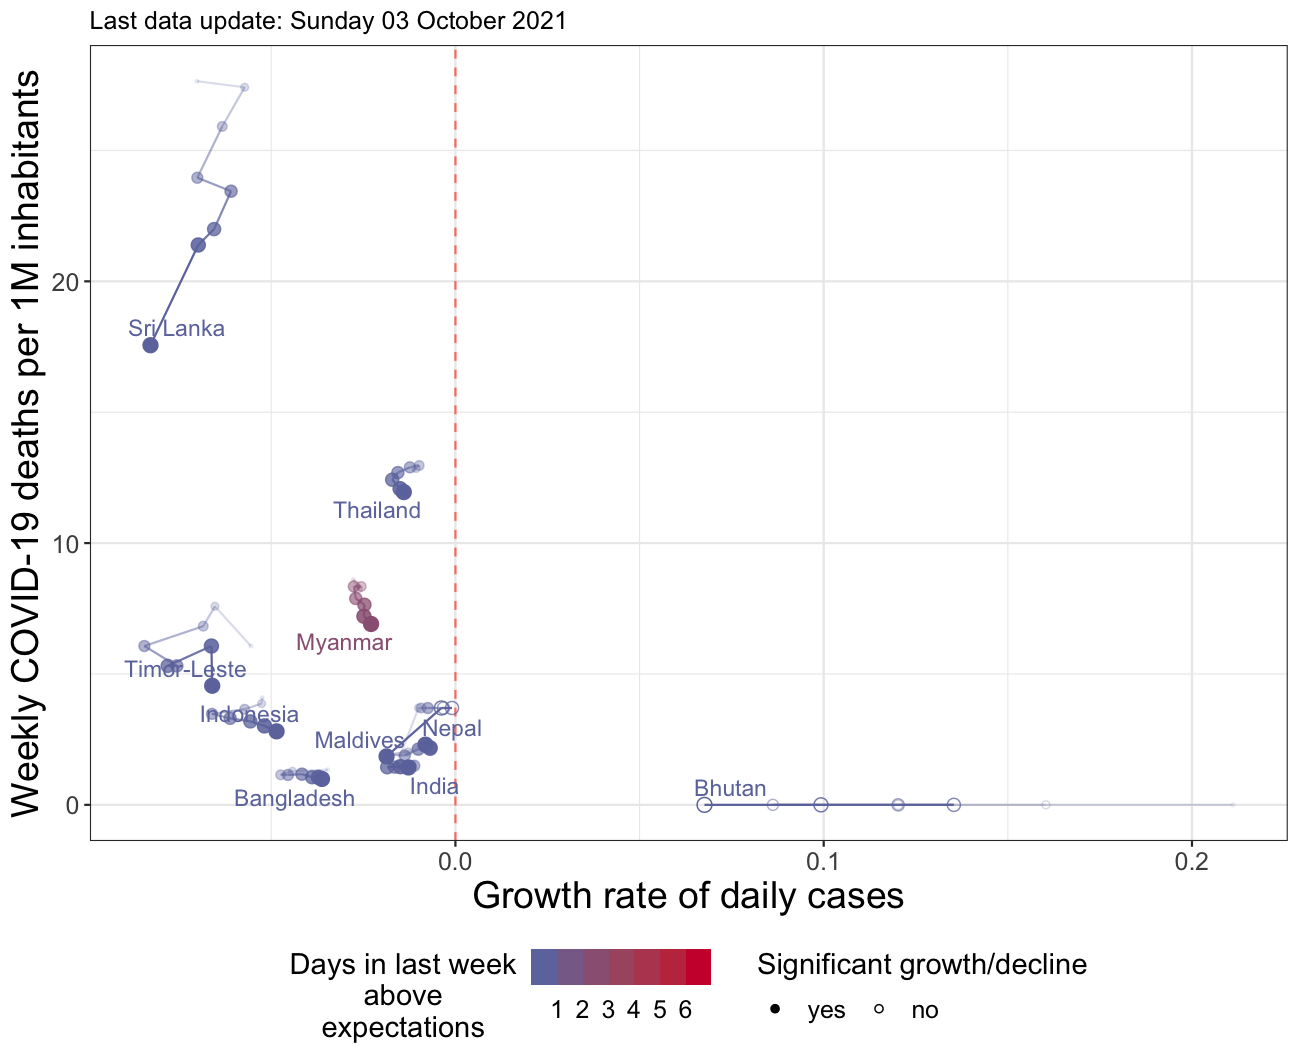 Last data update: Sunday 03 October 2021
Weekly COVID-19 deaths per 1M inhabitants
20
10
0
Sri Lanka
Thailand
Myanmar
Timor-Leste
Indonesia
Nepal
Maldives
India
Bangladesh
Bhutan
0.0 0.1 0.2
Growth rate of daily cases
Days in last week
above
expectations
1 2 3 4 5 6
Significant growth/decline
yes no